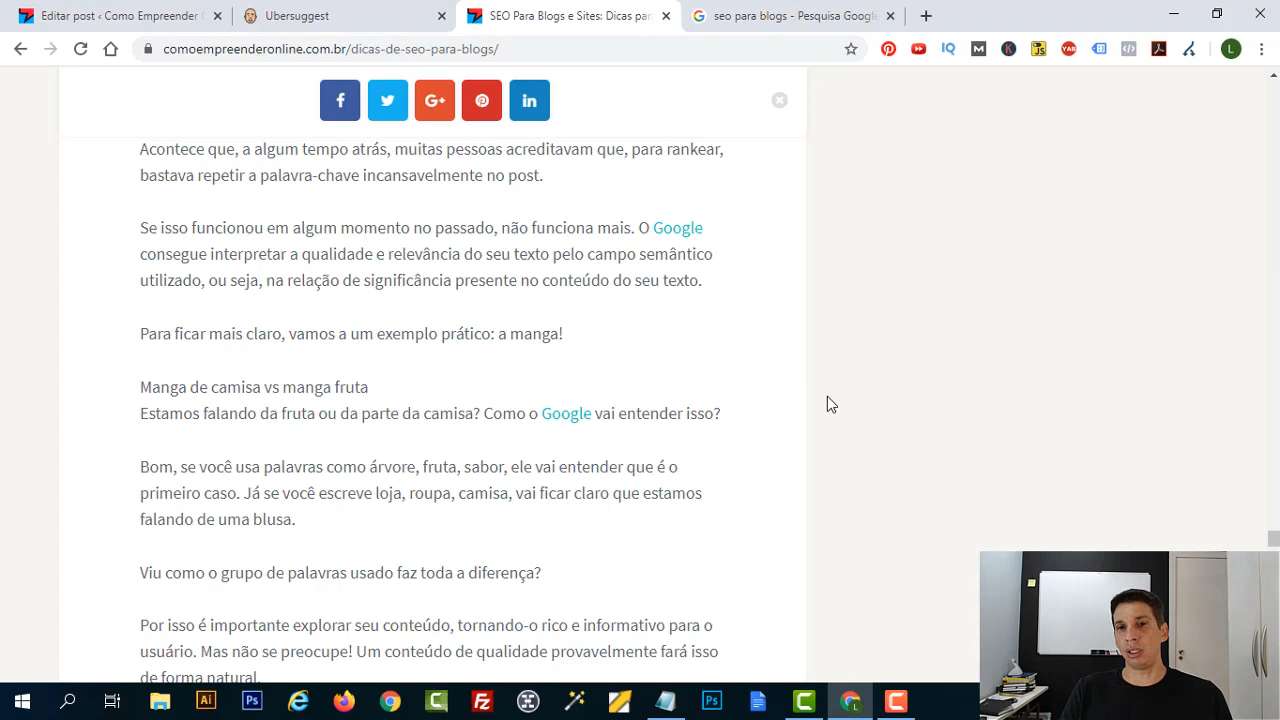 Editar post ‹ Como Empreender O
Ubersuggest
SEO Para Blogs e Sites: Dicas par
seo para blogs - Pesquisa Google
comoempreenderonline.com.br/dicas-de-seo-para-blogs/
Acontece que, a algum tempo atrás, muitas pessoas acreditavam que, para rankear,
bastava repetir a palavra-chave incansavelmente no post.
Se isso funcionou em algum momento no passado, não funciona mais. O Google
consegue interpretar a qualidade e relevância do seu texto pelo campo semântico
utilizado, ou seja, na relação de significância presente no conteúdo do seu texto.
Para ficar mais claro, vamos a um exemplo prático: a manga!
Manga de camisa vs manga fruta
Estamos falando da fruta ou da parte da camisa? Como o Google vai entender isso?
Bom, se você usa palavras como árvore, fruta, sabor, ele vai entender que é o
primeiro caso. Já se você escreve loja, roupa, camisa, vai ficar claro que estamos
falando de uma blusa.
Viu como o grupo de palavras usado faz toda a diferença?
Por isso é importante explorar seu conteúdo, tornando-o rico e informativo para o
usuário. Mas não se preocupe! Um conteúdo de qualidade provavelmente fará isso
de forma natural.